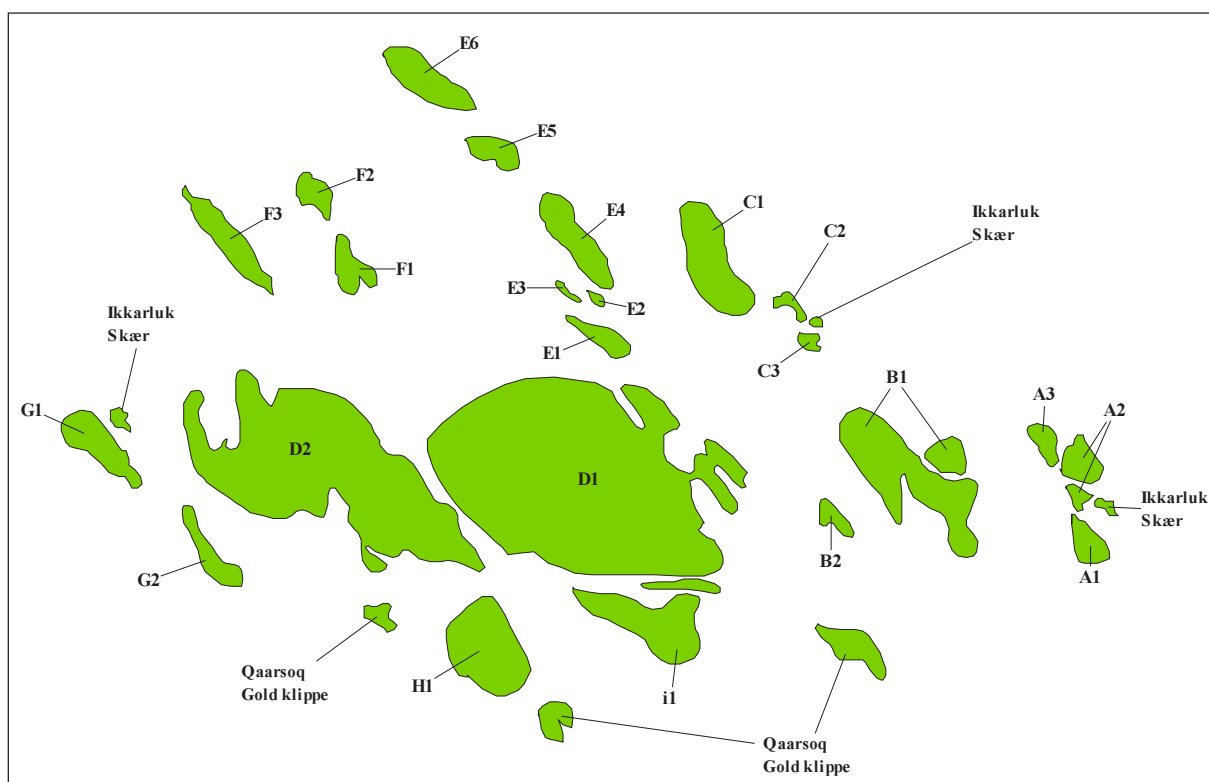 E6
E5
F2
F3
E4
C1
Ikkarluk
Skær
C2
F1
E3
E2
Ikkarluk
Skær
E1
C3
B1
A3
A2
G1
D2
D1
Ikkarluk
Skær
B2
G2
A1
Qaarsoq
Gold klippe
H1
i1
Qaarsoq
Gold klippe